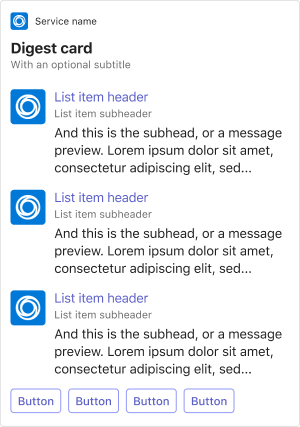 Service name
Digest card
With an optional subtitle
List item header
List item subheader
And this is the subhead, or a message
preview. Lorem ipsum dolor sit amet,
consectetur adipiscing elit, sed...
List item header
List item subheader
And this is the subhead, or a message
preview. Lorem ipsum dolor sit amet,
consectetur adipiscing elit, sed...
List item header
List item subheader
And this is the subhead, or a message
preview. Lorem ipsum dolor sit amet,
consectetur adipiscing elit, sed...
Button Button Button Button